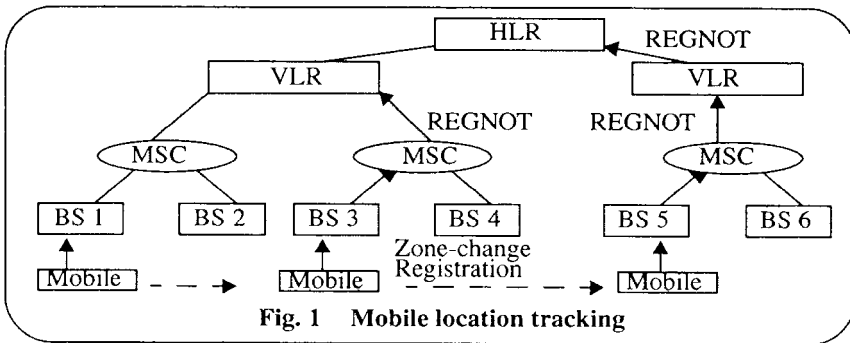 HLR
REGNOT
VLR
VLR
REGNOT
REGNOT
MSC
MSC
MSC
BS 1
BS 2
BS 3
BS 4
BS 5
BS 6
Zone-change
Registration
Mobile
Mobile
Mobile
Fig. 1 Mobile location tracking